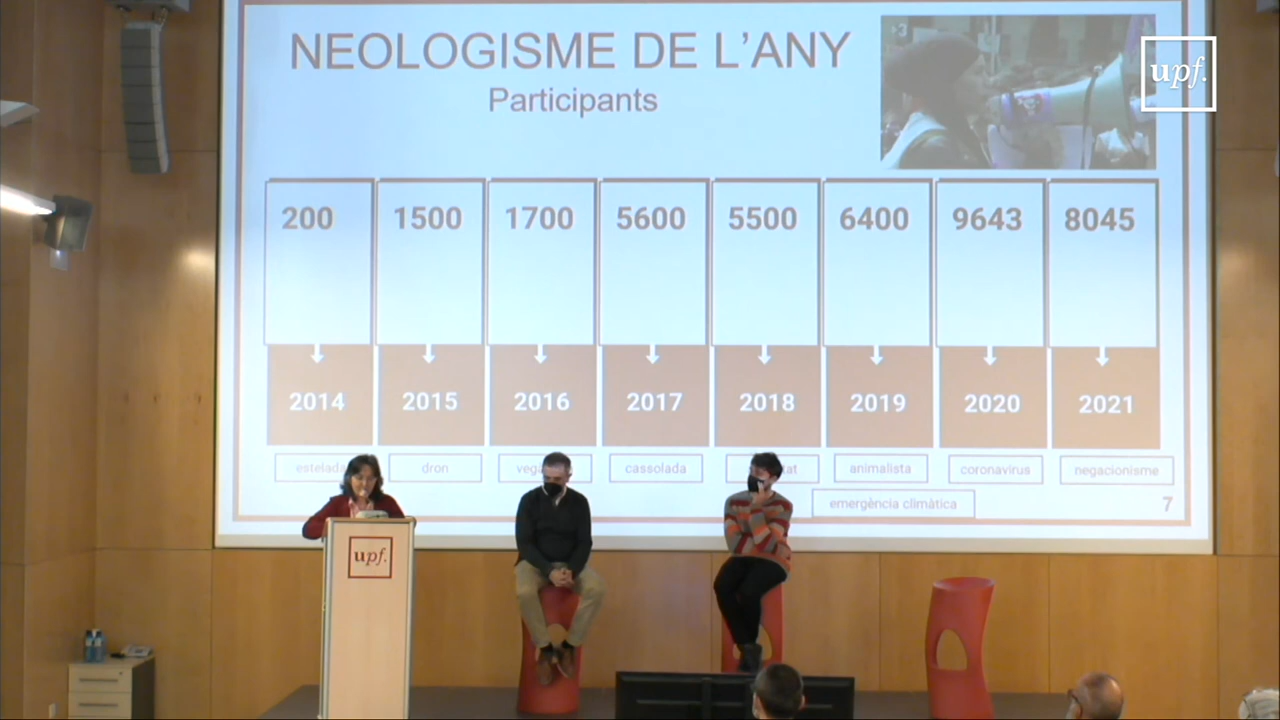 NEOLOGISME DE L'ANY
Participants
upf.
200 1500 1700 5600 5500 6400 9643 8045
2014 2015 2016 2017 2018 2019 2020 2021
estelada dron cassolada animalista coronavirus negacionisme
emergència climàtica
7
upf.